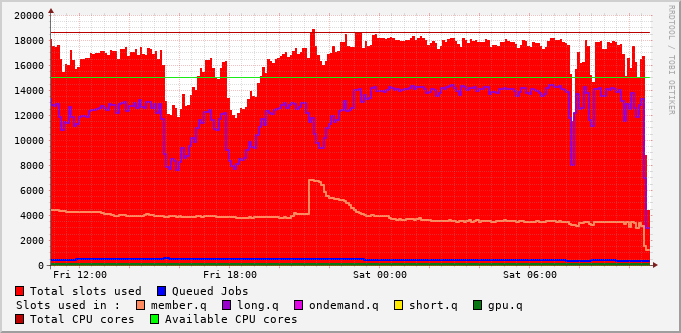 20000
18000
16000
14000
12000
10000
8000
6000
4000
2000
0
Fri 12:00 Fri 18:00 Sat 00:00 Sat 06:00
RRDTOOL / TOBI OETIKER
Total slots used Queued Jobs
Slots used in : member.q long.q ondemand.q short.q gpu.q
Total CPU cores Available CPU cores